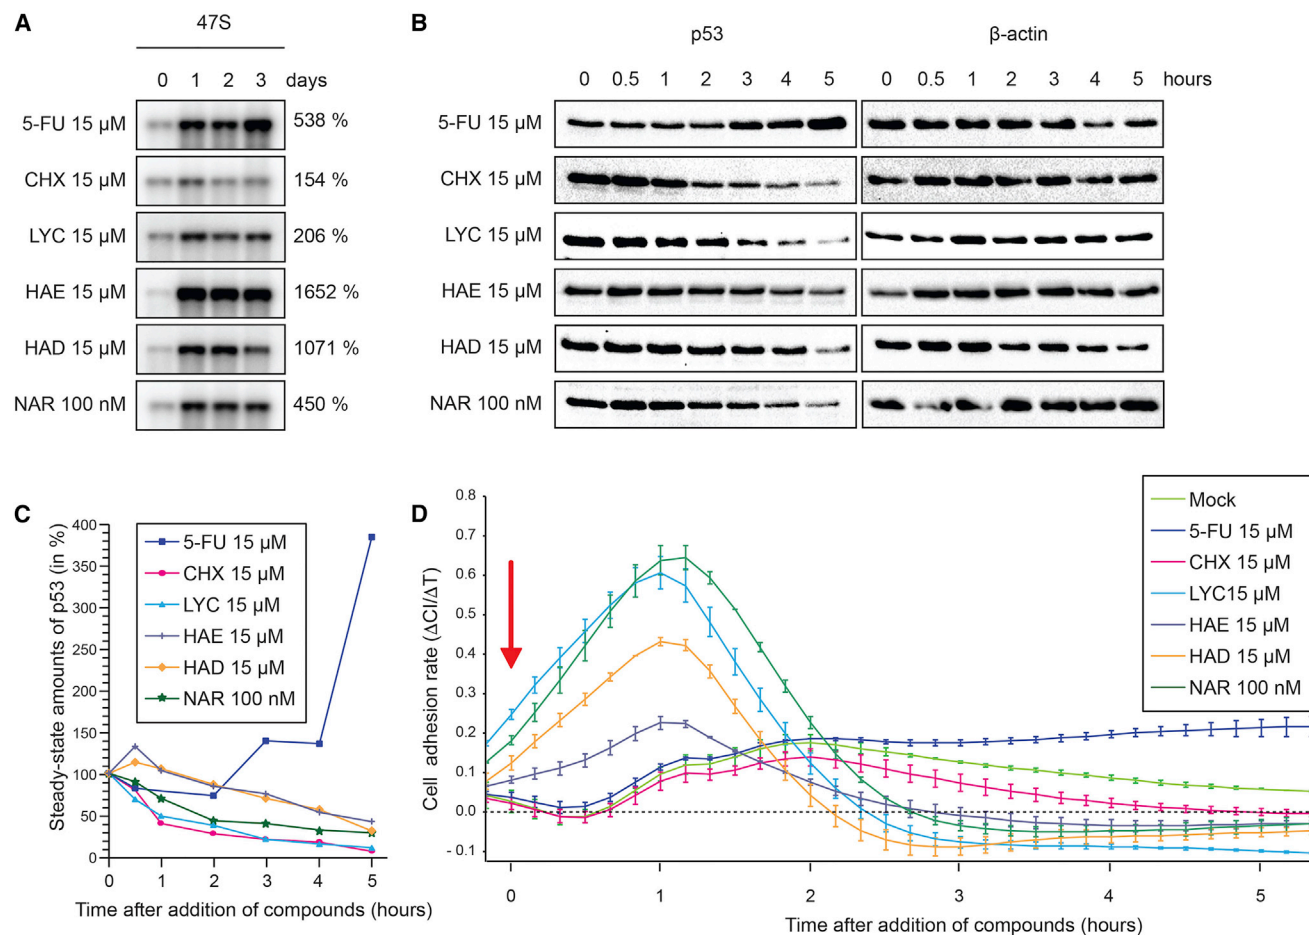 A
47S
0 1 2 3 days
5-FU 15 µM 538 %
CHX 15 µM 154 %
LYC 15 µM 206 %
HAE 15 µM 1652 %
HAD 15 µM 1071 %
NAR 100 nM 450 %
B
p53 β-actin
0 0.5 1 2 3 4 5 0 0.5 1 2 3 4 5 hours
5-FU 15 µM
CHX 15 µM
LYC 15 µM
HAE 15 µM
HAD 15 µM
NAR 100 nM
C
Steady-state amounts of p53 (in %)
400
350
300
250
200
150
100
50
0
5-FU 15 µM
CHX 15 µM
LYC 15 µM
HAE 15 µM
HAD 15 µM
NAR 100 nM
0 1 2 3 4 5
Time after addition of compounds (hours)
D
Cell adhesion rate (ΔCI/ΔT)
0.8
0.7
0.6
0.5
0.4
0.3
0.2
0.1
0.0
- 0.1
Mock
5-FU 15 µM
CHX 15 µM
LYC15 µM
HAE 15 µM
HAD 15 µM
NAR 100 nM
0 1 2 3 4 5
Time after addition of compounds (hours)